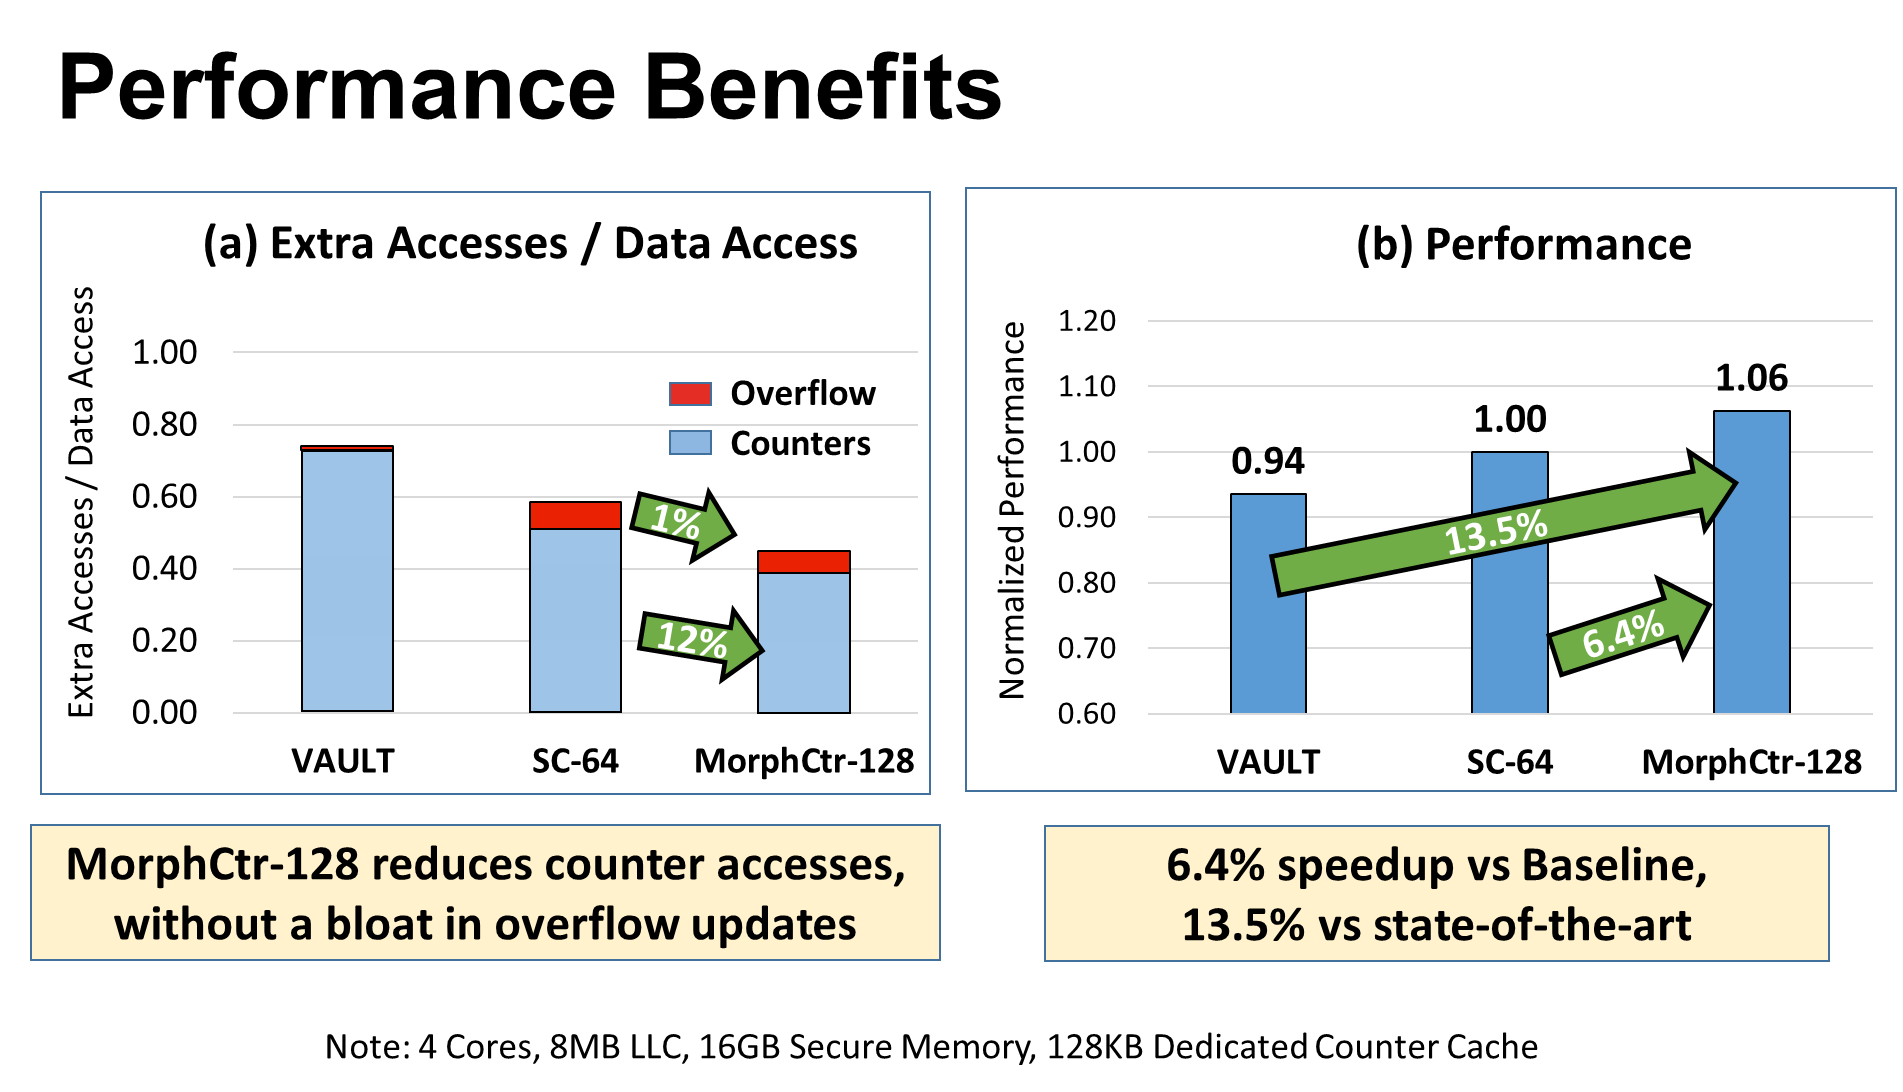 Performance Benefits
(a) Extra Accesses / Data Access
Extra Accesses / Data Access
1.00
0.80
0.60
0.40
0.20
0.00
Overflow
Counters
1%
12%
VAULT
SC-64
MorphCtr-128
(b) Performance
Normalized Performance
1.20
1.10
1.00
0.90
0.80
0.70
0.60
0.94
1.00
1.06
13.5%
6.4%
VAULT
SC-64
MorphCtr-128
MorphCtr-128 reduces counter accesses,
without a bloat in overflow updates
6.4% speedup vs Baseline,
13.5% vs state-of-the-art
Note: 4 Cores, 8MB LLC, 16GB Secure Memory, 128KB Dedicated Counter Cache